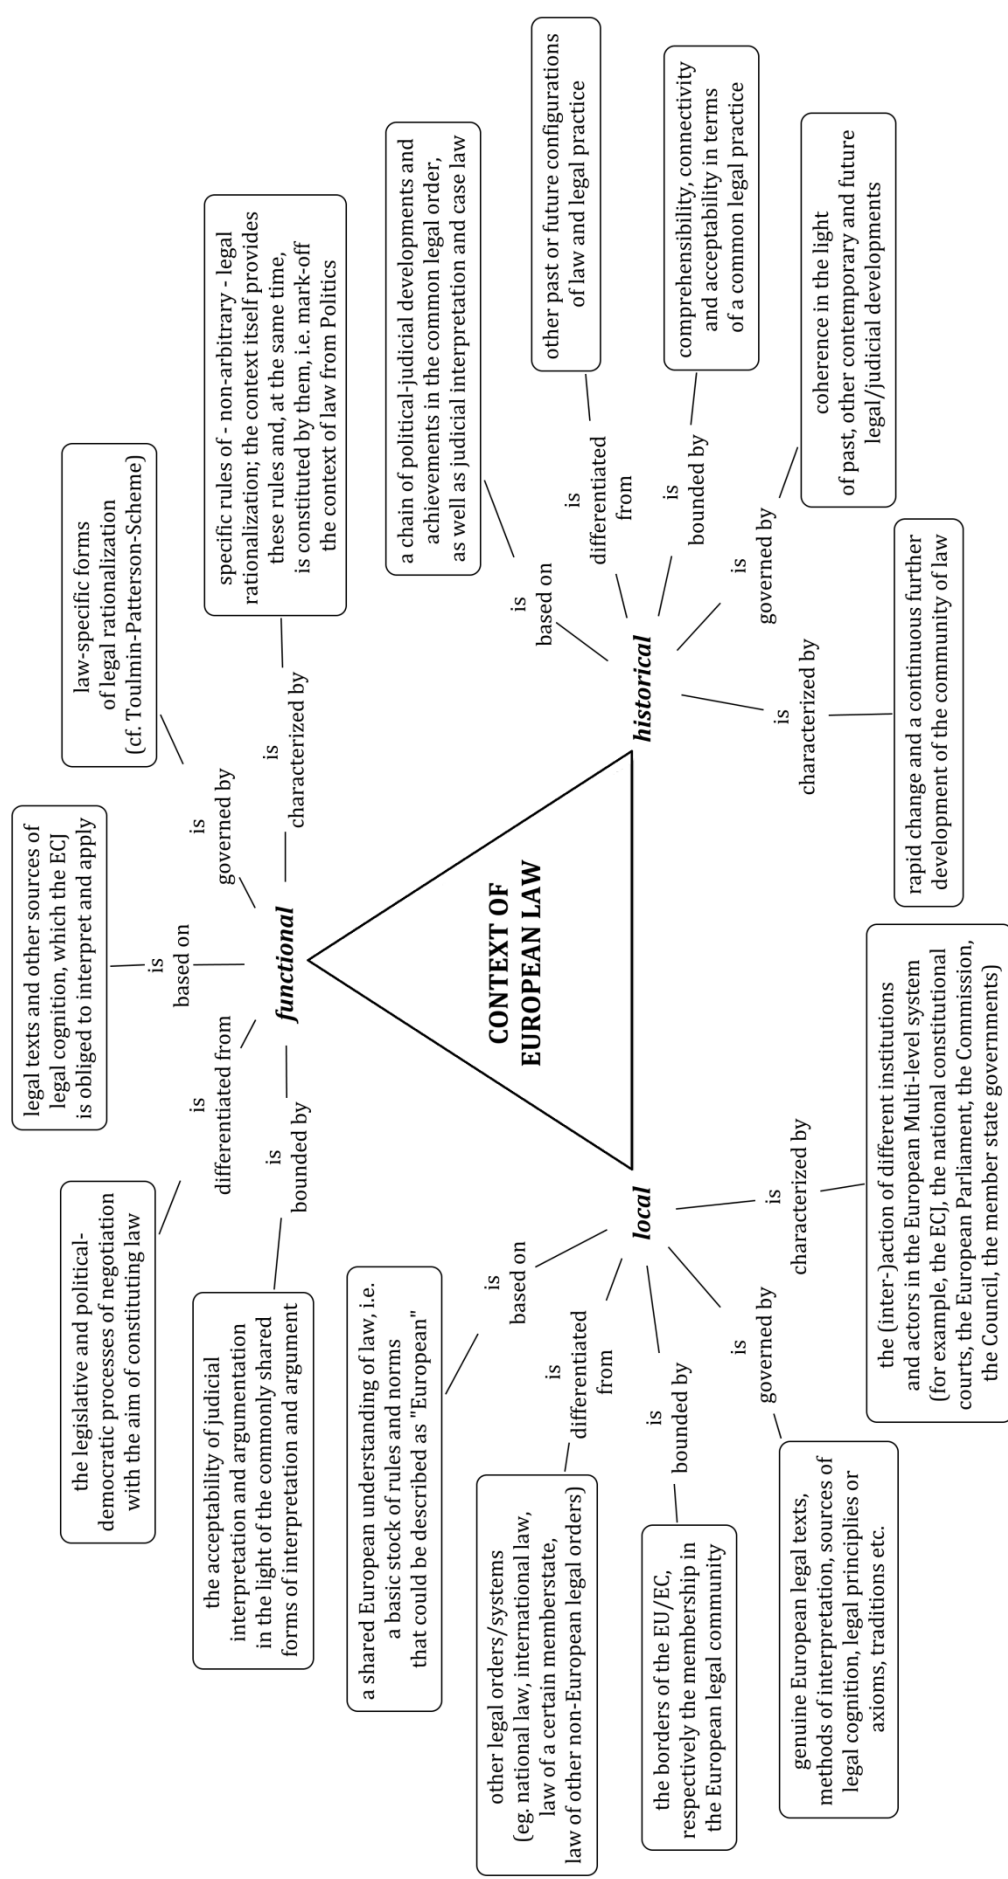 legal texts and other sources of
legal cognition, which the ECJ
is obliged to interpret and apply
is
based on
the legislative and political-
democratic processes of negotiation
with the aim of constituting law
is
differentiated from
law-specific forms
of legal rationalization
(cf. Toulmin-Patterson-Scheme)
is
governed by
the acceptability of judicial
interpretation and argumentation
in the light of the commonly shared
forms of interpretation and argument
is
bounded by
specific rules of - non-arbitrary - legal
rationalization; the context itself provides
these rules and, at the same time,
is constituted by them, i.e. mark-off
the context of law from Politics
is
characterized by
functional
CONTEXT OF
EUROPEAN LAW
local
a shared European understanding of law, i.e.
a basic stock of rules and norms
that could be described as "European"
is
based on
other legal orders/systems
(eg. national law, international law,
law of a certain memberstate,
law of other non-European legal orders)
is
differentiated
from
the borders of the EU/EC,
respectively the membership in
the European legal community
is
bounded by
genuine European legal texts,
methods of interpretation, sources of
legal cognition, legal principles or
axioms, traditions etc.
is
governed by
the (inter-)action of different institutions
and actors in the European Multi-level system
(for example, the ECJ, the national constitutional
courts, the European Parliament, the Commission,
the Council, the member state governments)
is
characterized by
historical
a chain of political-judicial developments and
achievements in the common legal order,
as well as judicial interpretation and case law
is
based on
other past or future configurations
of law and legal practice
is
differentiated
from
comprehensibility, connectivity
and acceptability in terms
of a common legal practice
is
bounded by
coherence in the light
of past, other contemporary and future
legal/judicial developments
is
governed by
rapid change and a continuous further
development of the community of law
is
characterized by